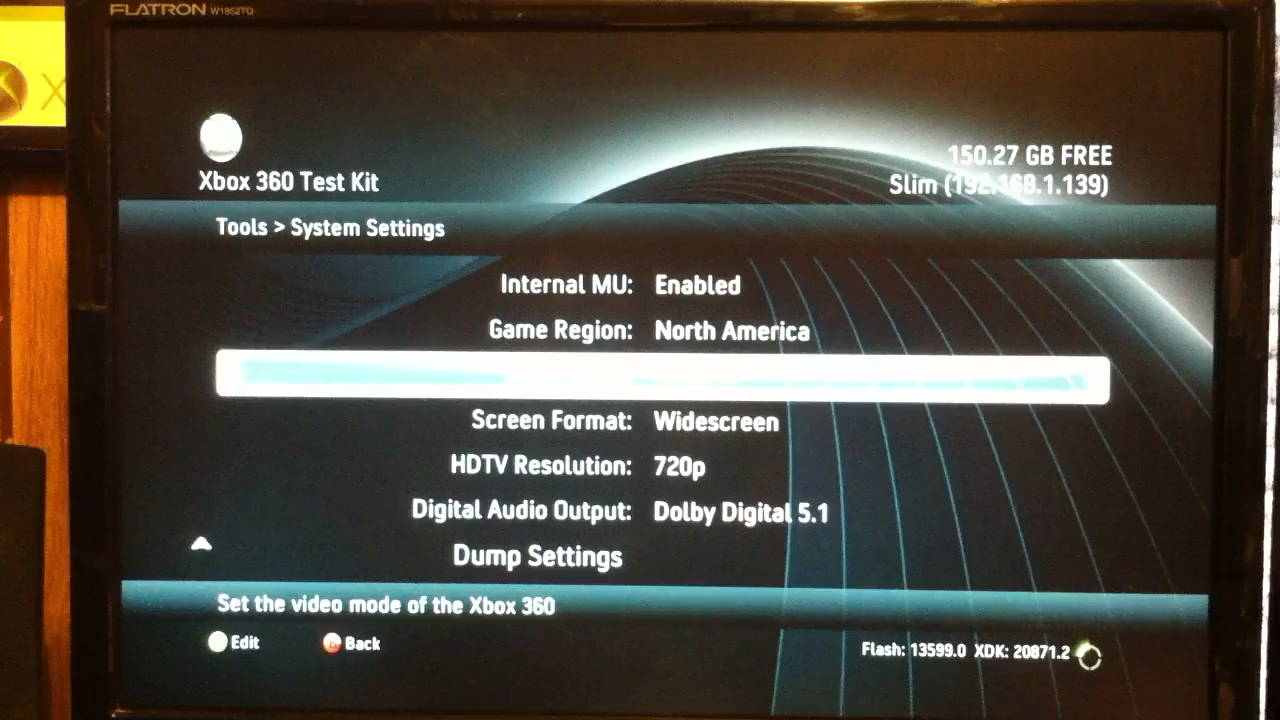 FLATRON W1952TQ
X
150.27 GB FREE
Xbox 360 Test Kit
Slim (192.168.1.139)
Tools > System Settings
Internal MU: Enabled
Game Region: North America
Screen Format: Widescreen
HDTV Resolution: 720p
Digital Audio Output: Dolby Digital 5.1
Dump Settings
Set the video mode of the Xbox 360
Edit
Back
Flash: 13599.0 XDK: 20871.2